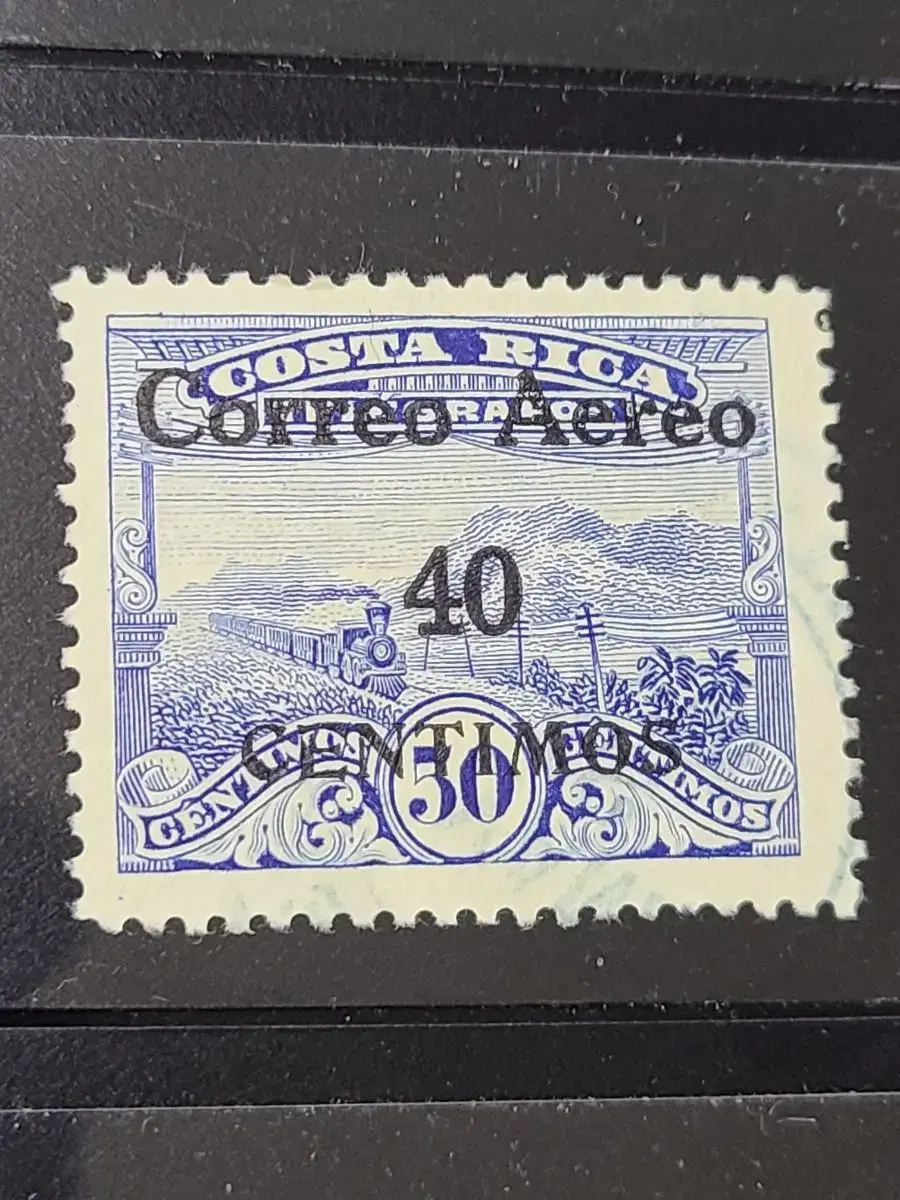 COSTA RICA
Correo Aereo
40
CENTIMOS
CENTIMOS 50 CENTIMOS